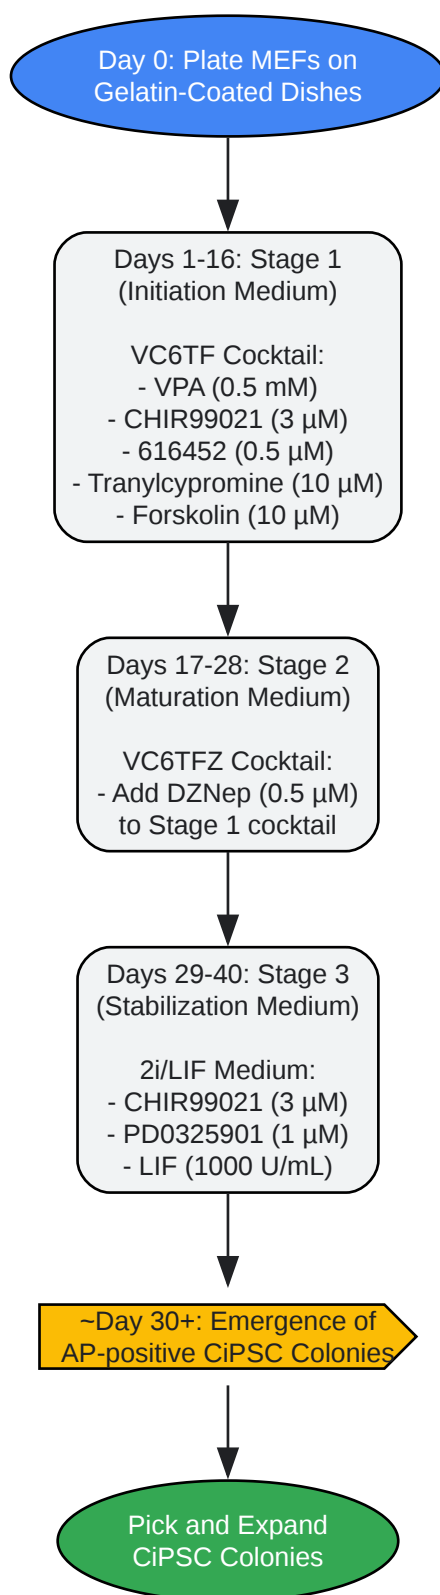 Day 0: Plate MEFs on
Gelatin-Coated Dishes
Days 1-16: Stage 1
(Initiation Medium)
VC6TF Cocktail:
- VPA (0.5 mM)
- CHIR99021 (3 µM)
- 616452 (0.5 µM)
- Tranylcypromine (10 µM)
- Forskolin (10 µM)
Days 17-28: Stage 2
(Maturation Medium)
VC6TFZ Cocktail:
- Add DZNep (0.5 µM)
to Stage 1 cocktail
Days 29-40: Stage 3
(Stabilization Medium)
2i/LIF Medium:
- CHIR99021 (3 µM)
- PD0325901 (1 µM)
- LIF (1000 U/mL)
~Day 30+: Emergence of
AP-positive CiPSC Colonies
Pick and Expand
CiPSC Colonies